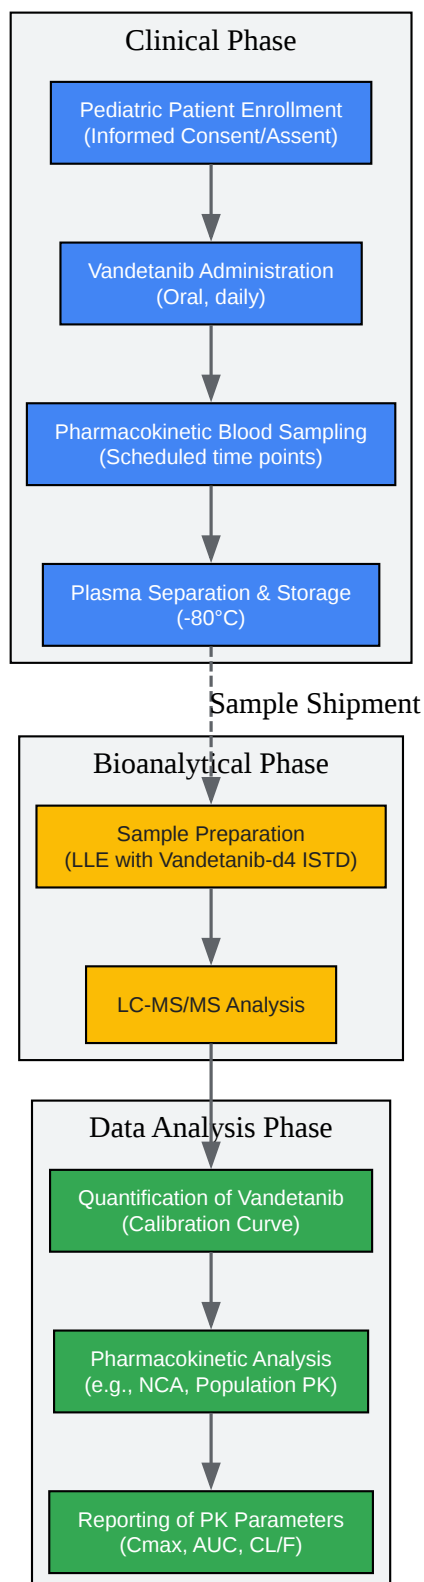 Clinical Phase
Pediatric Patient Enrollment
(Informed Consent/Assent)
Vandetanib Administration
(Oral, daily)
Pharmacokinetic Blood Sampling
(Scheduled time points)
Plasma Separation & Storage
(-80°C)
Sample Shipment
Bioanalytical Phase
Sample Preparation
(LLE with Vandetanib-d4 ISTD)
LC-MS/MS Analysis
Data Analysis Phase
Quantification of Vandetanib
(Calibration Curve)
Pharmacokinetic Analysis
(e.g., NCA, Population PK)
Reporting of PK Parameters
(Cmax, AUC, CL/F)